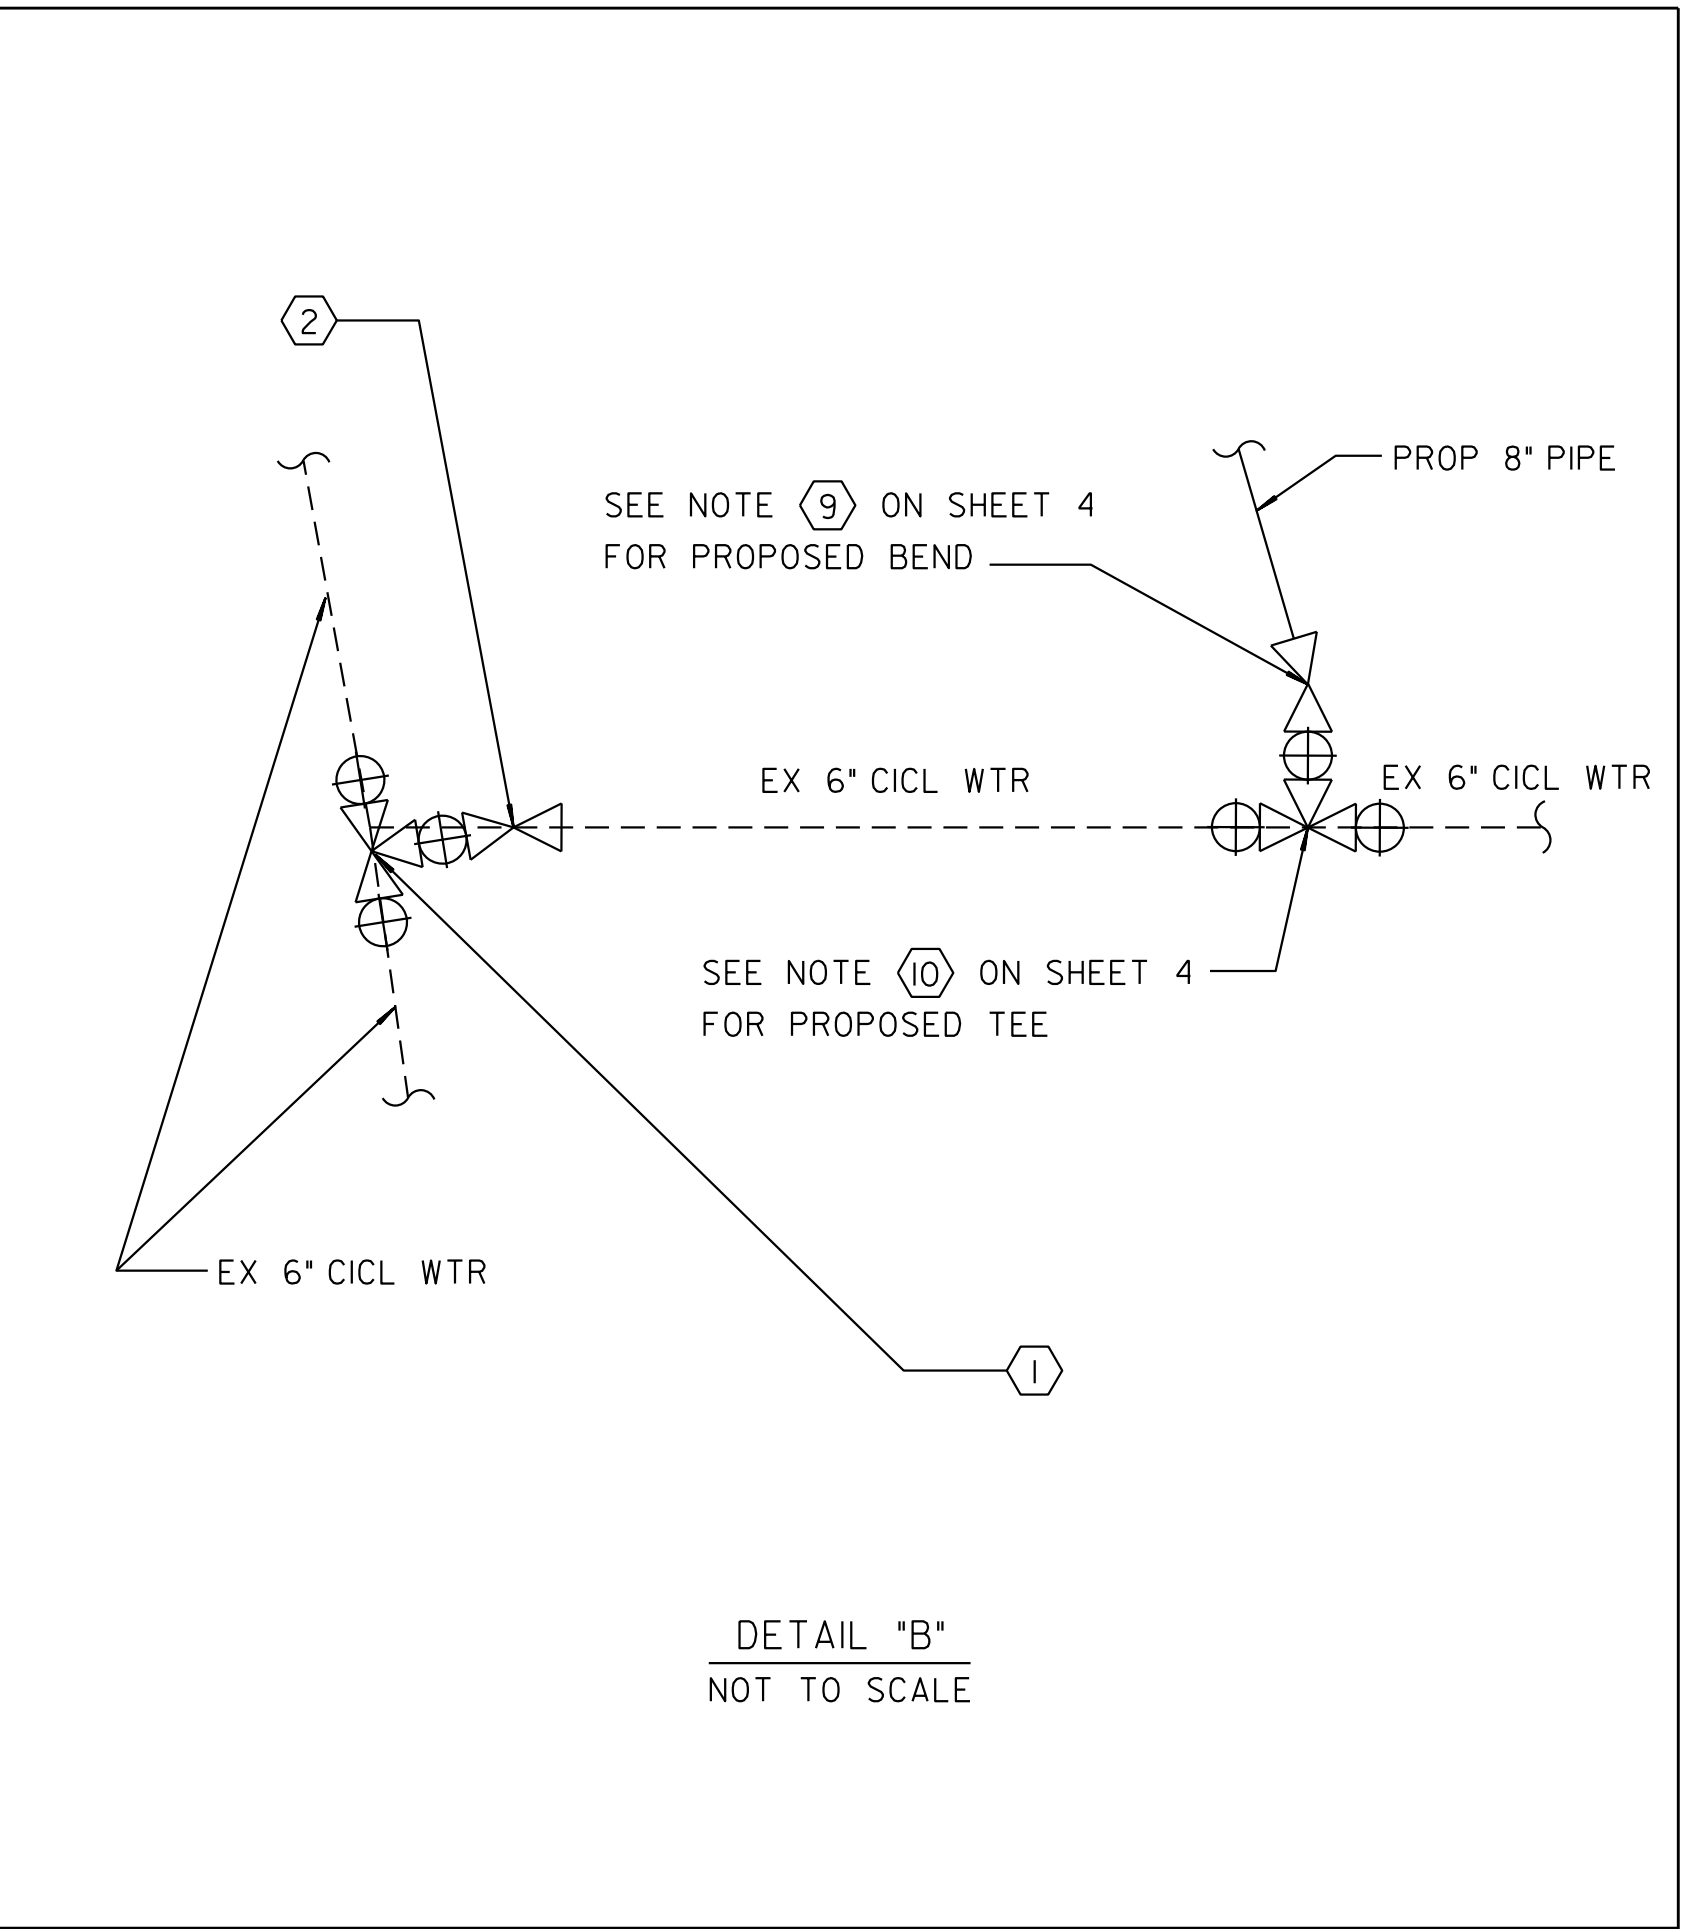 2
PROP 8" PIPE
SEE NOTE 9 ON SHEET 4
FOR PROPOSED BEND
EX 6" CICL WTR
EX 6" CICL WTR
SEE NOTE 10 ON SHEET 4
FOR PROPOSED TEE
EX 6" CICL WTR
1
DETAIL "B"
NOT TO SCALE